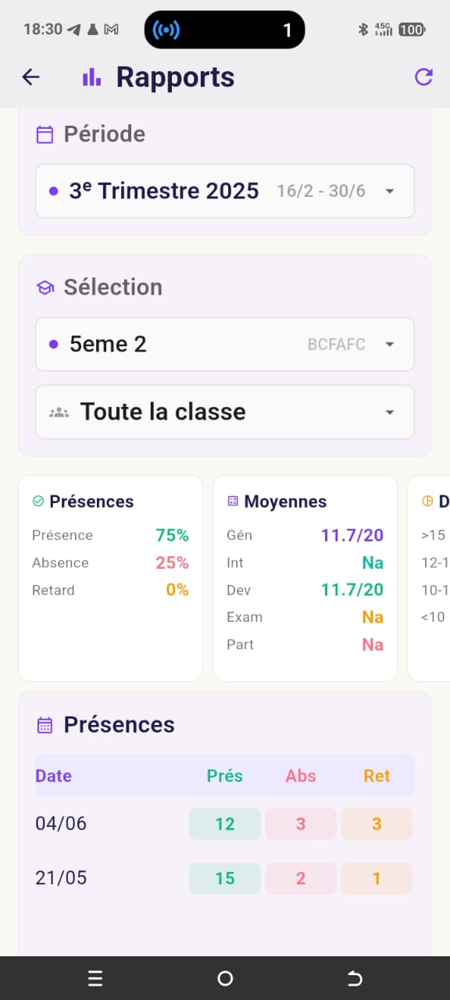 18:30 1 4.5G 100
Rapports
Période
3e Trimestre 2025 16/2 - 30/6
Sélection
5eme 2 BCFAFC
Toute la classe
Présences
Présence 75%
Absence 25%
Retard 0%
Moyennes
Gén 11.7/20
Int Na
Dev 11.7/20
Exam Na
Part Na
D
>15
12-1
10-1
<10
Présences
Date Prés Abs Ret
04/06 12 3 3
21/05 15 2 1